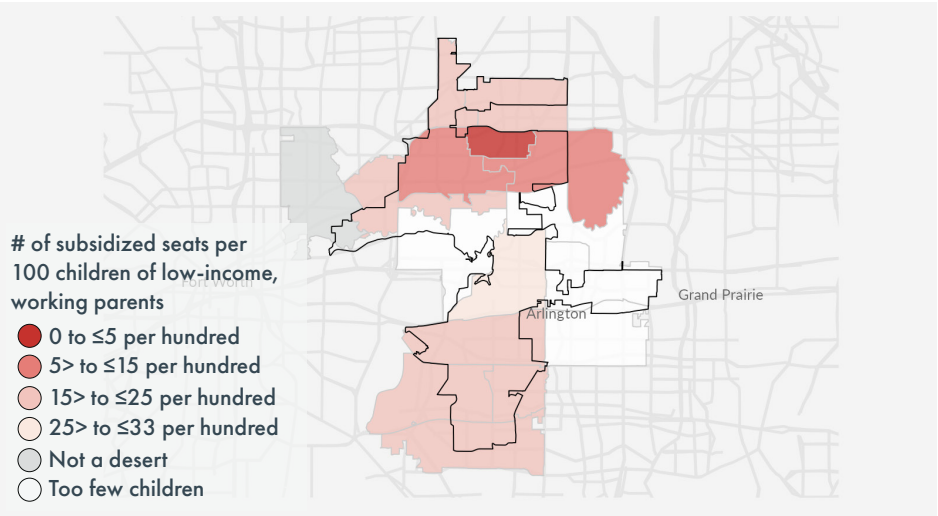 # of subsidized seats per
100 children of low-income,
working parents
Fort Worth
0 to ≤5 per hundred
5> to ≤15 per hundred
15> to ≤25 per hundred
25> to ≤33 per hundred
Not a desert
Too few children
Grand Prairie
Arlington